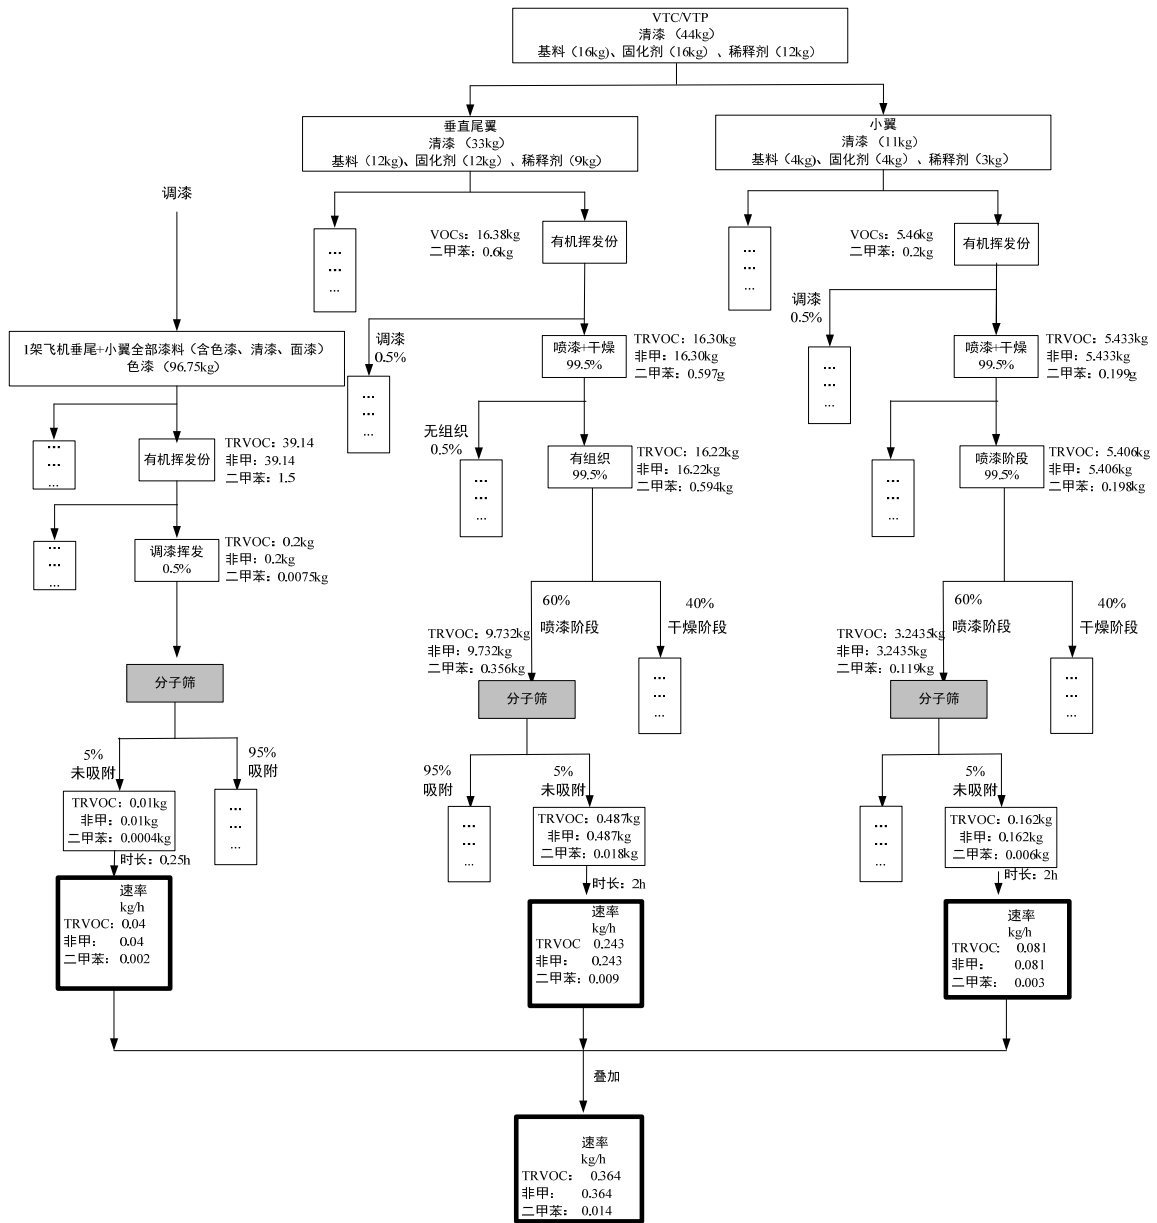 VTC/VTP
清漆 （44kg）
基料（16kg)、固化剂（16kg）、稀释剂（12kg）
垂直尾翼
清漆 （33kg）
基料（12kg)、固化剂（12kg）、稀释剂（9kg）
小翼
清漆 （11kg）
基料（4kg)、固化剂（4kg）、稀释剂（3kg）
调漆
1架飞机垂尾+小翼全部漆料（含色漆、清漆、面漆）
色漆 （96.75kg）
...
...
...
有机挥发份
TRVOC：39.14
非甲：39.14
二甲苯：1.5
...
...
...
调漆挥发
0.5%
TRVOC：0.2kg
非甲：0.2kg
二甲苯：0.0075kg
分子筛
5%
未吸附
95%
吸附
TRVOC：0.01kg
非甲：0.01kg
二甲苯：0.0004kg
...
...
...
时长：0.25h
速率
kg/h
TRVOC：0.04
非甲： 0.04
二甲苯：0.002
...
...
...
VOCs：16.38kg
二甲苯：0.6kg
有机挥发份
调漆
0.5%
...
...
...
喷漆+干燥
99.5%
TRVOC：16.30kg
非甲：16.30kg
二甲苯：0.597g
无组织
0.5%
...
...
...
有组织
99.5%
TRVOC：16.22kg
非甲：16.22kg
二甲苯：0.594kg
60%
喷漆阶段
40%
干燥阶段
TRVOC：9.732kg
非甲：9.732kg
二甲苯：0.356kg
分子筛
...
...
...
95%
吸附
5%
未吸附
...
...
...
TRVOC：0.487kg
非甲：0.487kg
二甲苯：0.018kg
时长：2h
速率
kg/h
TRVOC 0.243
非甲： 0.243
二甲苯：0.009
...
...
...
VOCs：5.46kg
二甲苯：0.2kg
有机挥发份
调漆
0.5%
...
...
...
喷漆+干燥
99.5%
TRVOC：5.433kg
非甲：5.433kg
二甲苯：0.199g
...
...
...
喷漆阶段
99.5%
TRVOC：5.406kg
非甲：5.406kg
二甲苯：0.198kg
60%
喷漆阶段
40%
干燥阶段
TRVOC：3.2435kg
非甲：3.2435kg
二甲苯：0.119kg
分子筛
...
...
...
5%
未吸附
...
...
...
TRVOC：0.162kg
非甲：0.162kg
二甲苯：0.006kg
时长：2h
速率
kg/h
TRVOC: 0.081
非甲： 0.081
二甲苯： 0.003
叠加
速率
kg/h
TRVOC： 0.364
非甲： 0.364
二甲苯：0.014